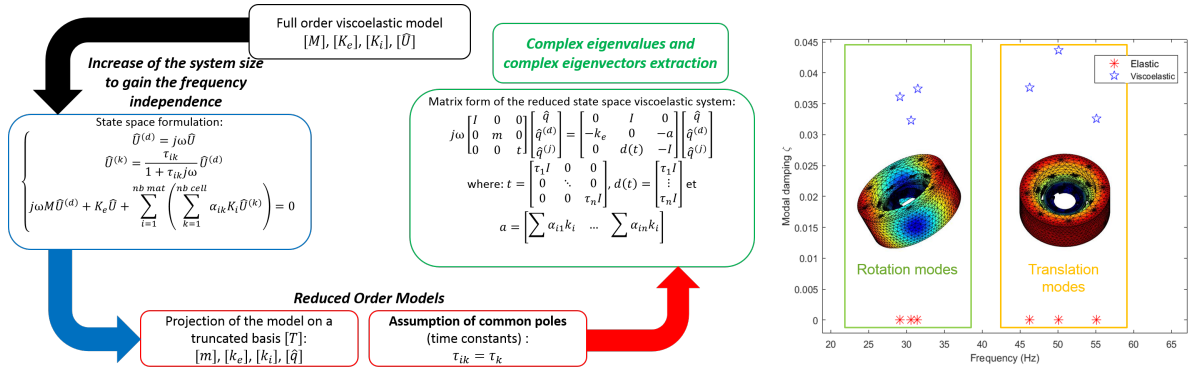 Full order viscoelastic model
[M], [K_e], [K_i], [Û]
Increase of the system size
to gain the frequency
independence
State space formulation:
Û^(d) = jωÛ
Û^(k) = τ_ik / (1 + τ_ik jω) Û^(d)
jωMÛ^(d) + K_e Û + ∑_{i=1}^{nb mat} ( ∑_{k=1}^{nb cell} α_ik K_i Û^(k) ) = 0
Reduced Order Models
Projection of the model on a
truncated basis [T]:
[m], [k_e], [k_i], [q̂]
Assumption of common poles
(time constants) :
τ_ik = τ_k
Complex eigenvalues and
complex eigenvectors extraction
Matrix form of the reduced state space viscoelastic system:
jω [I 0 0; 0 m 0; 0 0 t] [q̂; q̂^(d); q̂^(j)] = [0 I 0; −k_e 0 −a; 0 d(t) −I] [q̂; q̂^(d); q̂^(j)]
where: t = [τ_1 I 0 0; 0 ⋱ 0; 0 0 τ_n I], d(t) = [τ_1 I; ⋮; τ_n I] et
a = [∑ α_i1 k_i … ∑ α_in k_i]
Modal damping ζ
0.045
0.04
0.035
0.03
0.025
0.02
0.015
0.01
0.005
0
20 25 30 35 40 45 50 55 60 65
Frequency (Hz)
Elastic
Viscoelastic
Rotation modes
Translation
modes